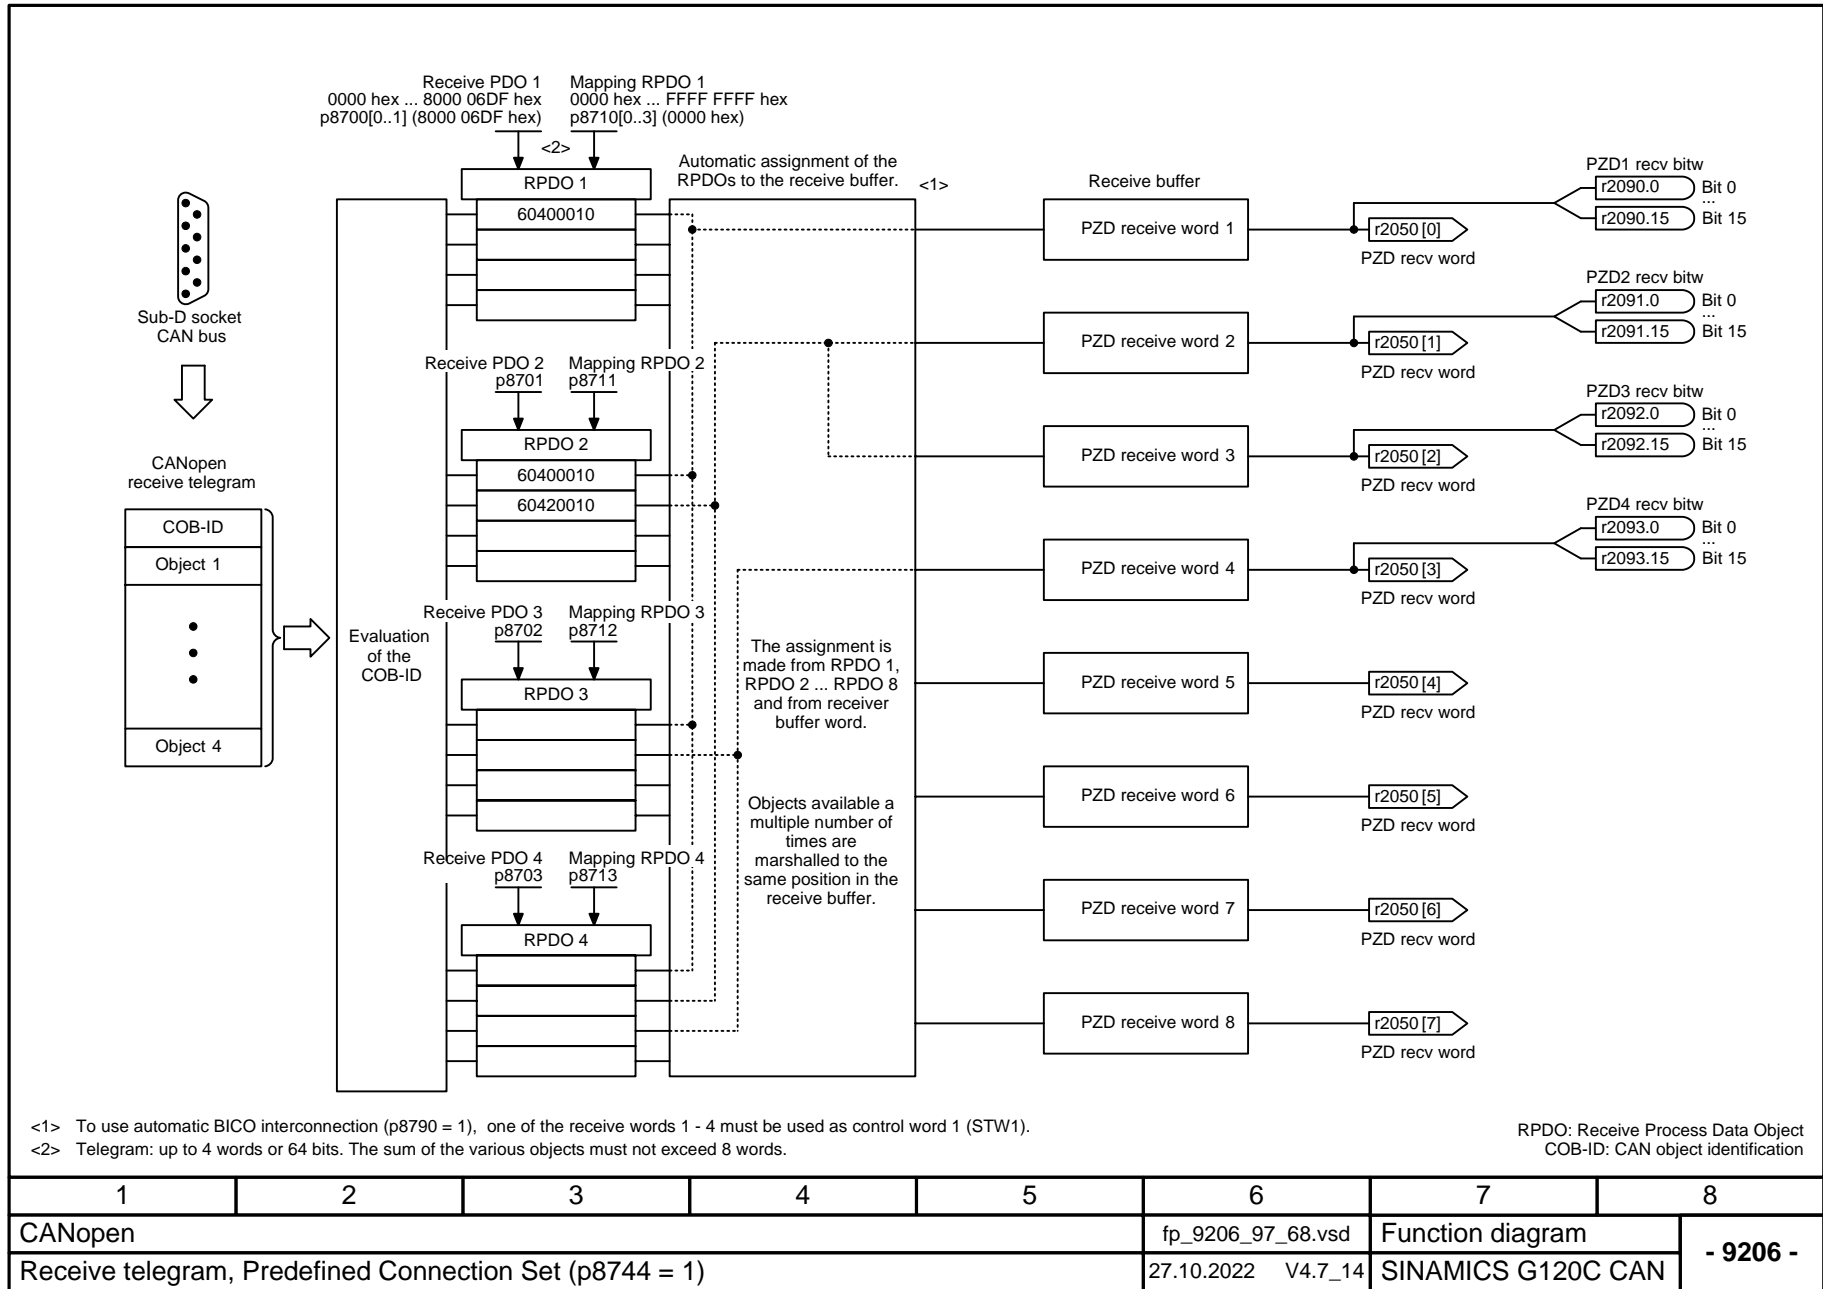 Receive PDO 1
0000 hex ... 8000 06DF hex
p8700[0..1] (8000 06DF hex)
Mapping RPDO 1
0000 hex ... FFFF FFFF hex
p8710[0..3] (0000 hex)
<2>
RPDO 1
60400010
Automatic assignment of the
RPDOs to the receive buffer.
<1>
Receive buffer
Sub-D socket
CAN bus
CANopen
receive telegram
COB-ID
Object 1
Object 4
Evaluation
of the
COB-ID
Receive PDO 2
p8701
Mapping RPDO 2
p8711
RPDO 2
60400010
60420010
Receive PDO 3
p8702
Mapping RPDO 3
p8712
RPDO 3
Receive PDO 4
p8703
Mapping RPDO 4
p8713
RPDO 4
The assignment is
made from RPDO 1,
RPDO 2 ... RPDO 8
and from receiver
buffer word.
Objects available a
multiple number of
times are
marshalled to the
same position in the
receive buffer.
PZD receive word 1
r2050 [0]
PZD recv word
PZD1 recv bitw
r2090.0 Bit 0
...
r2090.15 Bit 15
PZD receive word 2
r2050 [1]
PZD recv word
PZD2 recv bitw
r2091.0 Bit 0
...
r2091.15 Bit 15
PZD receive word 3
r2050 [2]
PZD recv word
PZD3 recv bitw
r2092.0 Bit 0
...
r2092.15 Bit 15
PZD receive word 4
r2050 [3]
PZD recv word
PZD4 recv bitw
r2093.0 Bit 0
...
r2093.15 Bit 15
PZD receive word 5
r2050 [4]
PZD recv word
PZD receive word 6
r2050 [5]
PZD recv word
PZD receive word 7
r2050 [6]
PZD recv word
PZD receive word 8
r2050 [7]
PZD recv word
<1> To use automatic BICO interconnection (p8790 = 1), one of the receive words 1 - 4 must be used as control word 1 (STW1).
<2> Telegram: up to 4 words or 64 bits. The sum of the various objects must not exceed 8 words.
RPDO: Receive Process Data Object
COB-ID: CAN object identification
1 2 3 4 5 6 7 8
CANopen
fp_9206_97_68.vsd
Function diagram
- 9206 -
Receive telegram, Predefined Connection Set (p8744 = 1)
27.10.2022 V4.7_14
SINAMICS G120C CAN